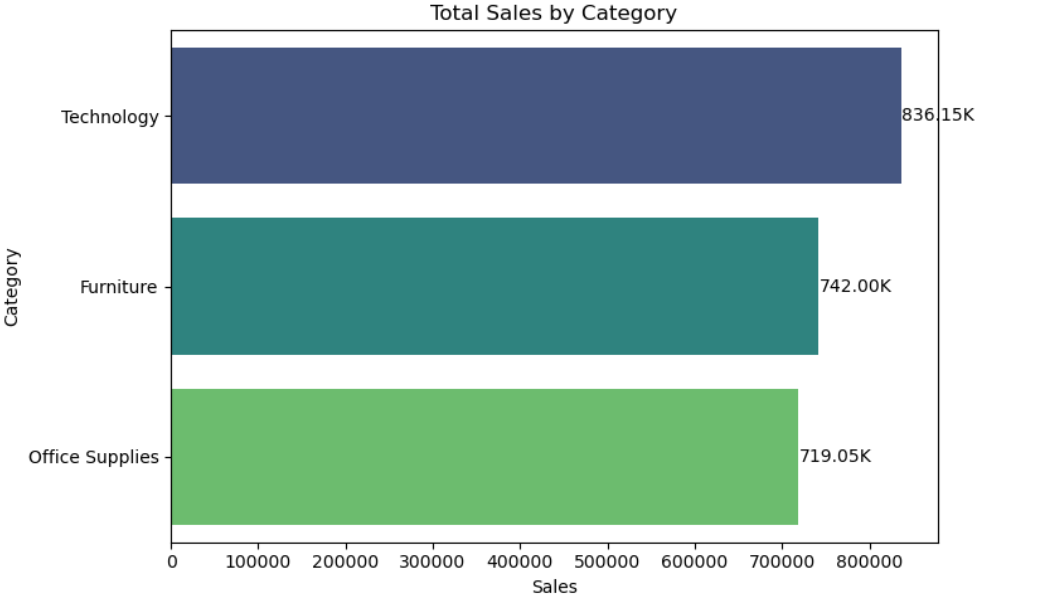 Total Sales by Category
Category
Technology
836.15K
Furniture
742.00K
Office Supplies
719.05K
0 100000 200000 300000 400000 500000 600000 700000 800000
Sales